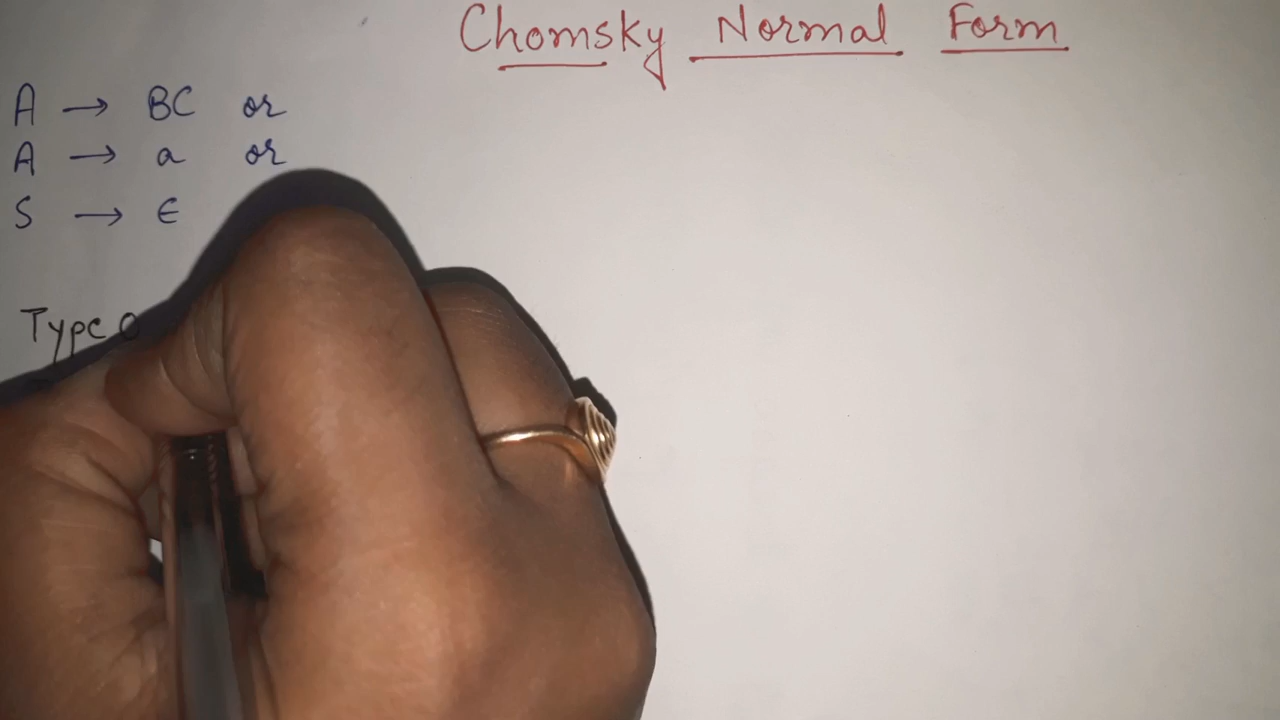 Chomsky Normal Form
A → BC or
A → a or
S → ϵ
Type